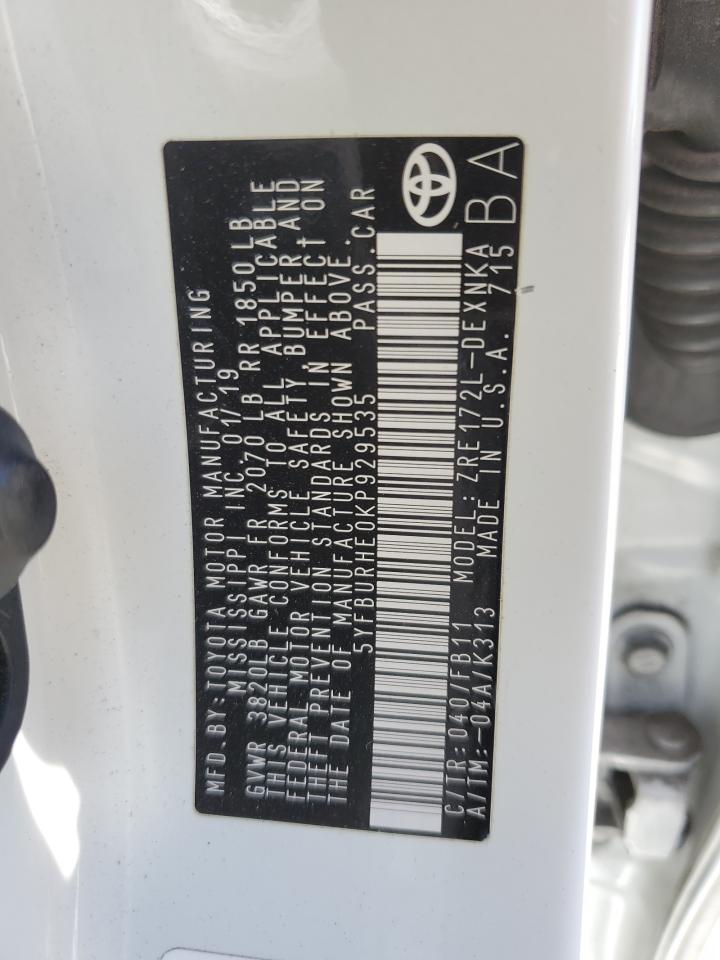 MFD.BY:TOYOTA MOTOR MANUFACTURING
MISSISSIPPI INC. 01/19
GVWR 3820LB GAWR FR 2070 LB RR 1850 LB
THIS VEHICLE CONFORMS TO ALL APPLICABLE
FEDERAL MOTOR VEHICLE SAFETY, BUMPER AND
THEFT PREVENTION STANDARDS IN EFFECT ON
THE DATE OF MANUFACTURE SHOWN ABOVE.
5YFBURHE0KP929535 PASS.CAR
C/TR:040/FB11 MODEL:ZRE172L-DEXNKA
A/TM:-04A/K313 MADE IN U.S.A. 715
BA